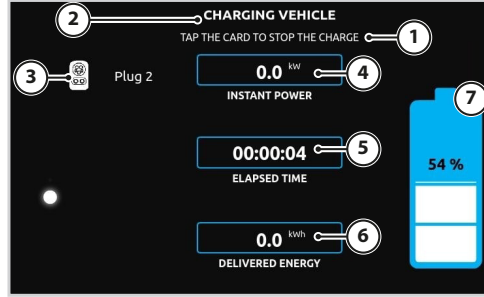 2
CHARGING VEHICLE
TAP THE CARD TO STOP THE CHARGE
1
3
Plug 2
0.0 kW
4
INSTANT POWER
7
00:00:04
5
ELAPSED TIME
54 %
0.0 kWh
6
DELIVERED ENERGY